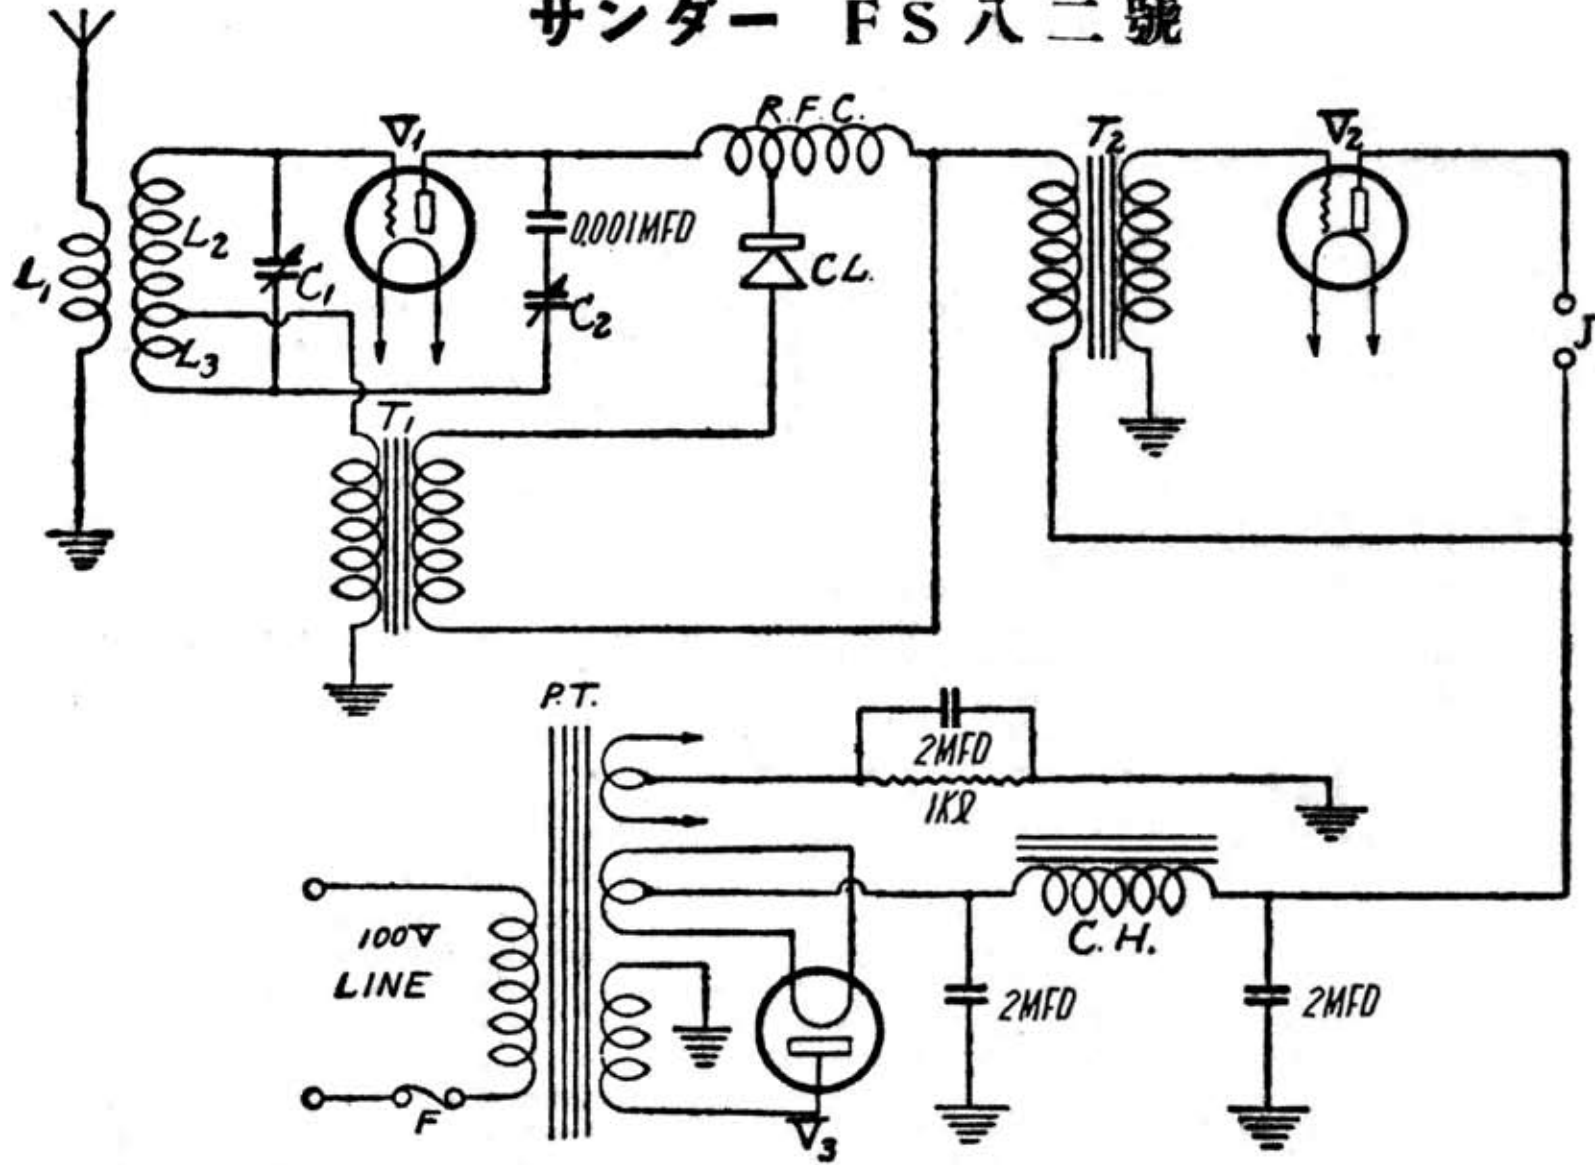 サンダー FS八二號
V1
R.F.C.
T2
V2
L1
L2
C1
0.001MFD
C2
CL.
L3
J
T1
P.T.
2MFD
1KΩ
100V
LINE
C.H.
2MFD
2MFD
F
V3